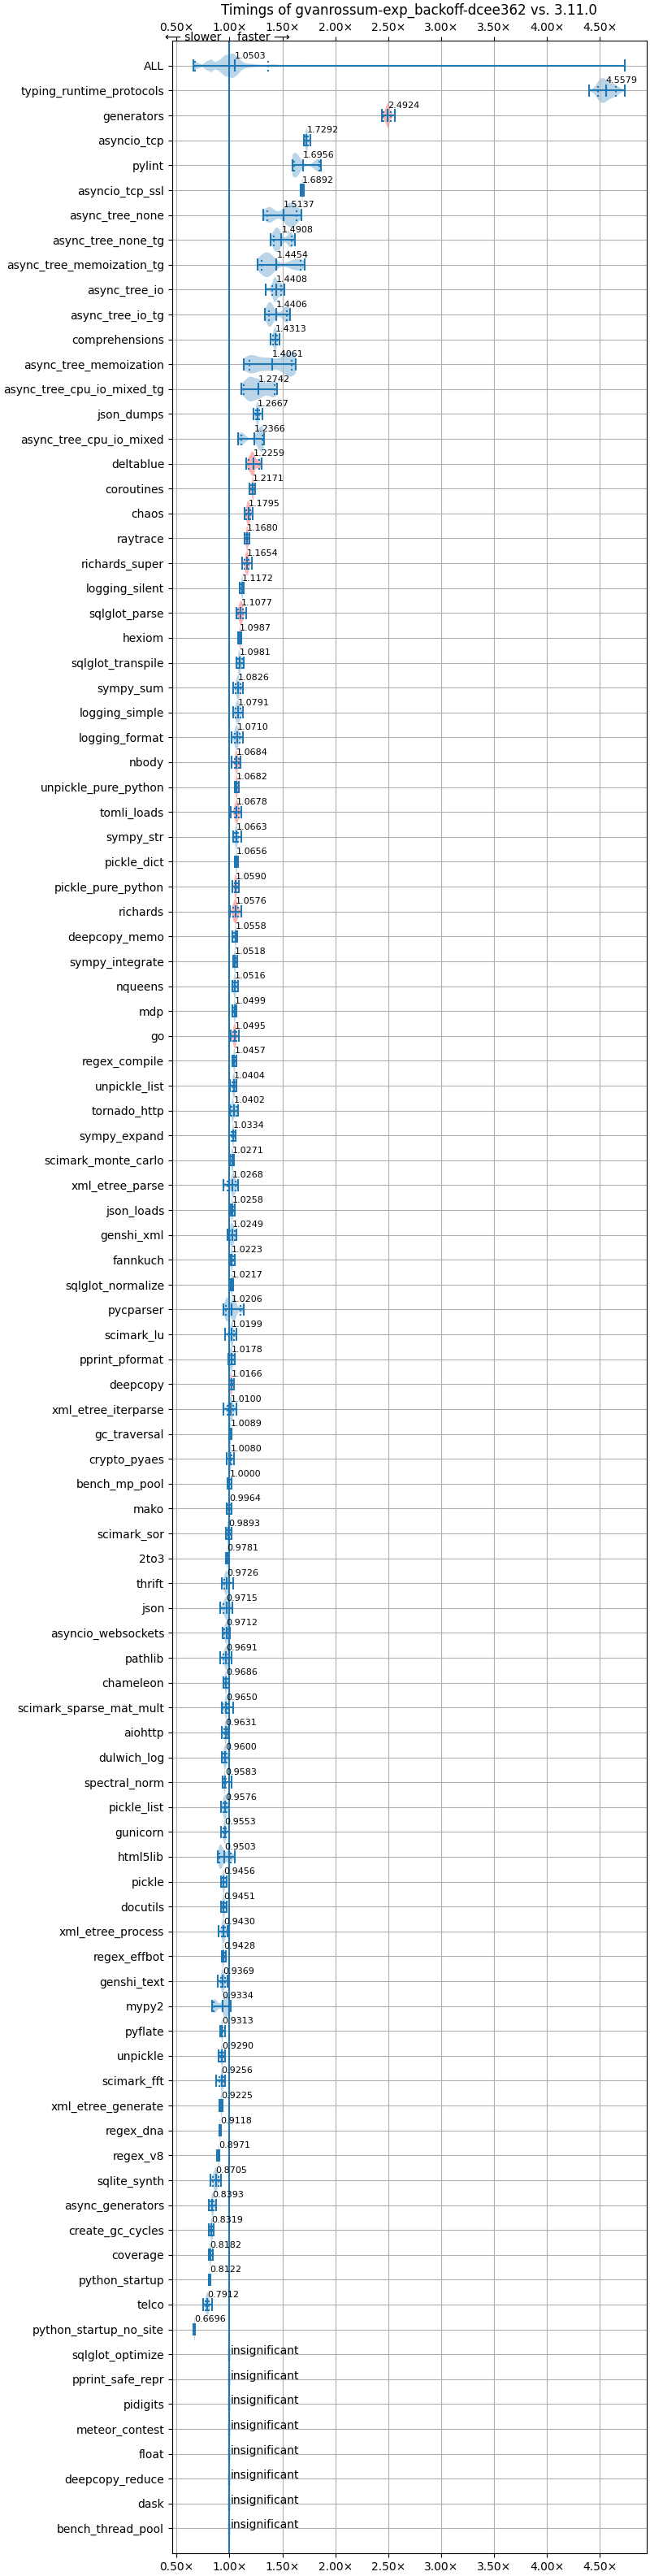 Timings of gvanrossum-exp_backoff-dcee362 vs. 3.11.0
0.50× 1.00× 1.50× 2.00× 2.50× 3.00× 3.50× 4.00× 4.50×
←— slower faster —→
ALL 1.0503
typing_runtime_protocols 4.5579
generators 2.4924
asyncio_tcp 1.7292
pylint 1.6956
asyncio_tcp_ssl 1.6892
async_tree_none 1.5137
async_tree_none_tg 1.4908
async_tree_memoization_tg 1.4454
async_tree_io 1.4408
async_tree_io_tg 1.4406
comprehensions 1.4313
async_tree_memoization 1.4061
async_tree_cpu_io_mixed_tg 1.2742
json_dumps 1.2667
async_tree_cpu_io_mixed 1.2366
deltablue 1.2259
coroutines 1.2171
chaos 1.1795
raytrace 1.1680
richards_super 1.1654
logging_silent 1.1172
sqlglot_parse 1.1077
hexiom 1.0987
sqlglot_transpile 1.0981
sympy_sum 1.0826
logging_simple 1.0791
logging_format 1.0710
nbody 1.0684
unpickle_pure_python 1.0682
tomli_loads 1.0678
sympy_str 1.0663
pickle_dict 1.0656
pickle_pure_python 1.0590
richards 1.0576
deepcopy_memo 1.0558
sympy_integrate 1.0518
nqueens 1.0516
mdp 1.0499
go 1.0495
regex_compile 1.0457
unpickle_list 1.0404
tornado_http 1.0402
sympy_expand 1.0334
scimark_monte_carlo 1.0271
xml_etree_parse 1.0268
json_loads 1.0258
genshi_xml 1.0249
fannkuch 1.0223
sqlglot_normalize 1.0217
pycparser 1.0206
scimark_lu 1.0199
pprint_pformat 1.0178
deepcopy 1.0166
xml_etree_iterparse 1.0100
gc_traversal 1.0089
crypto_pyaes 1.0080
bench_mp_pool 1.0000
mako 0.9964
scimark_sor 0.9893
2to3 0.9781
thrift 0.9726
json 0.9715
asyncio_websockets 0.9712
pathlib 0.9691
chameleon 0.9686
scimark_sparse_mat_mult 0.9650
aiohttp 0.9631
dulwich_log 0.9600
spectral_norm 0.9583
pickle_list 0.9576
gunicorn 0.9553
html5lib 0.9503
pickle 0.9456
docutils 0.9451
xml_etree_process 0.9430
regex_effbot 0.9428
genshi_text 0.9369
mypy2 0.9334
pyflate 0.9313
unpickle 0.9290
scimark_fft 0.9256
xml_etree_generate 0.9225
regex_dna 0.9118
regex_v8 0.8971
sqlite_synth 0.8705
async_generators 0.8393
create_gc_cycles 0.8319
coverage 0.8182
python_startup 0.8122
telco 0.7912
python_startup_no_site 0.6696
sqlglot_optimize insignificant
pprint_safe_repr insignificant
pidigits insignificant
meteor_contest insignificant
float insignificant
deepcopy_reduce insignificant
dask insignificant
bench_thread_pool insignificant
0.50× 1.00× 1.50× 2.00× 2.50× 3.00× 3.50× 4.00× 4.50×